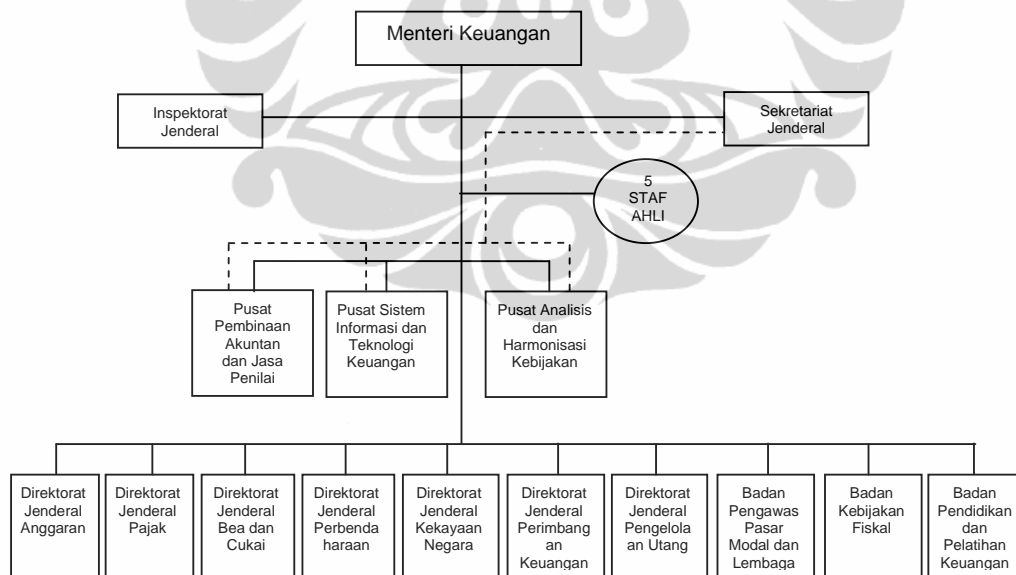 Menteri Keuangan
Inspektorat
Jenderal
Sekretariat
Jenderal
5
STAF
AHLI
Pusat
Pembinaan
Akuntan
dan Jasa
Penilai
Pusat Sistem
Informasi dan
Teknologi
Keuangan
Pusat Analisis
dan
Harmonisasi
Kebijakan
Direktorat
Jenderal
Anggaran
Direktorat
Jenderal
Pajak
Direktorat
Jenderal
Bea dan
Cukai
Direktorat
Jenderal
Perbenda
haraan
Direktorat
Jenderal
Kekayaan
Negara
Direktorat
Jenderal
Perimbang
an
Keuangan
Direktorat
Jenderal
Pengelola
an Utang
Badan
Pengawas
Pasar
Modal dan
Lembaga
Badan
Kebijakan
Fiskal
Badan
Pendidikan
dan
Pelatihan
Keuangan